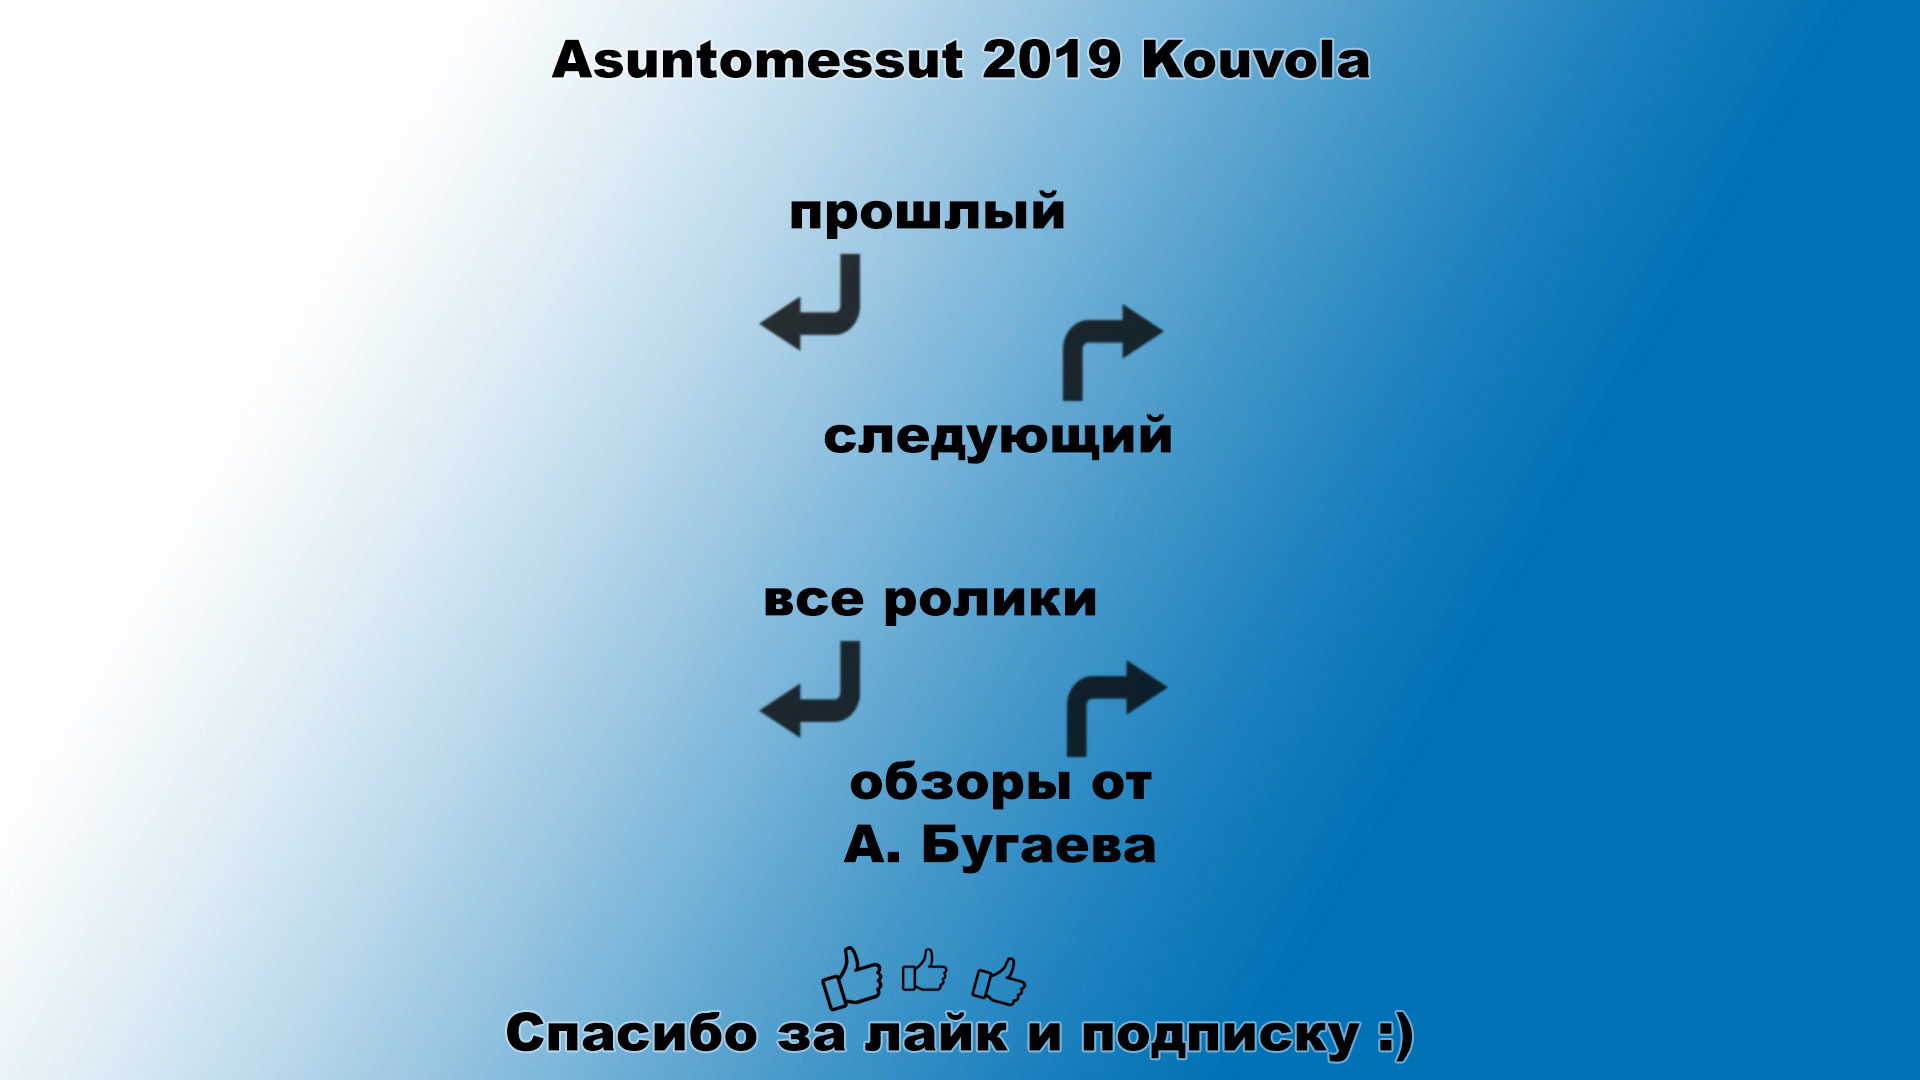 Asuntomessut 2019 Kouvola
прошлый
следующий
все ролики
обзоры от
А. Бугаева
Спасибо за лайк и подписку :)